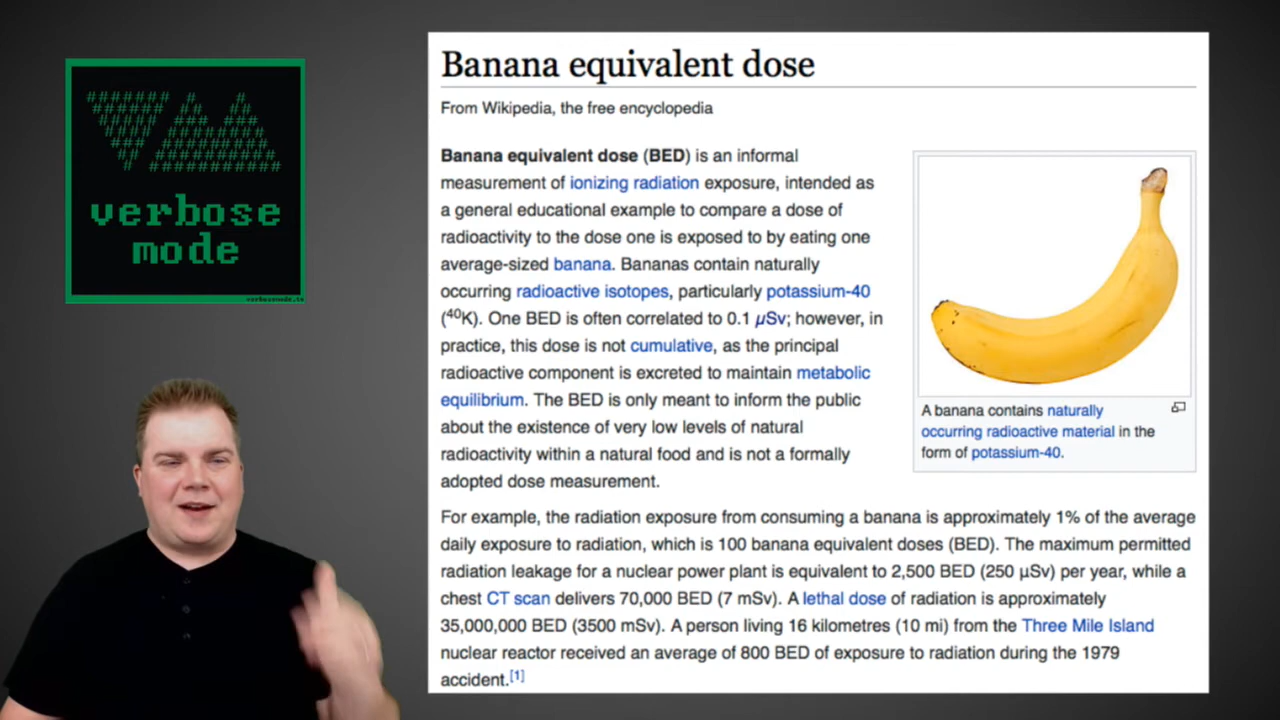 verbose
mode
verbosemode.tv
Banana equivalent dose
From Wikipedia, the free encyclopedia
Banana equivalent dose (BED) is an informal
measurement of ionizing radiation exposure, intended as
a general educational example to compare a dose of
radioactivity to the dose one is exposed to by eating one
average-sized banana. Bananas contain naturally
occurring radioactive isotopes, particularly potassium-40
(⁴⁰K). One BED is often correlated to 0.1 µSv; however, in
practice, this dose is not cumulative, as the principal
radioactive component is excreted to maintain metabolic
equilibrium. The BED is only meant to inform the public
about the existence of very low levels of natural
radioactivity within a natural food and is not a formally
adopted dose measurement.
A banana contains naturally
occurring radioactive material in the
form of potassium-40.
For example, the radiation exposure from consuming a banana is approximately 1% of the average
daily exposure to radiation, which is 100 banana equivalent doses (BED). The maximum permitted
radiation leakage for a nuclear power plant is equivalent to 2,500 BED (250 µSv) per year, while a
chest CT scan delivers 70,000 BED (7 mSv). A lethal dose of radiation is approximately
35,000,000 BED (3500 mSv). A person living 16 kilometres (10 mi) from the Three Mile Island
nuclear reactor received an average of 800 BED of exposure to radiation during the 1979
accident.[1]